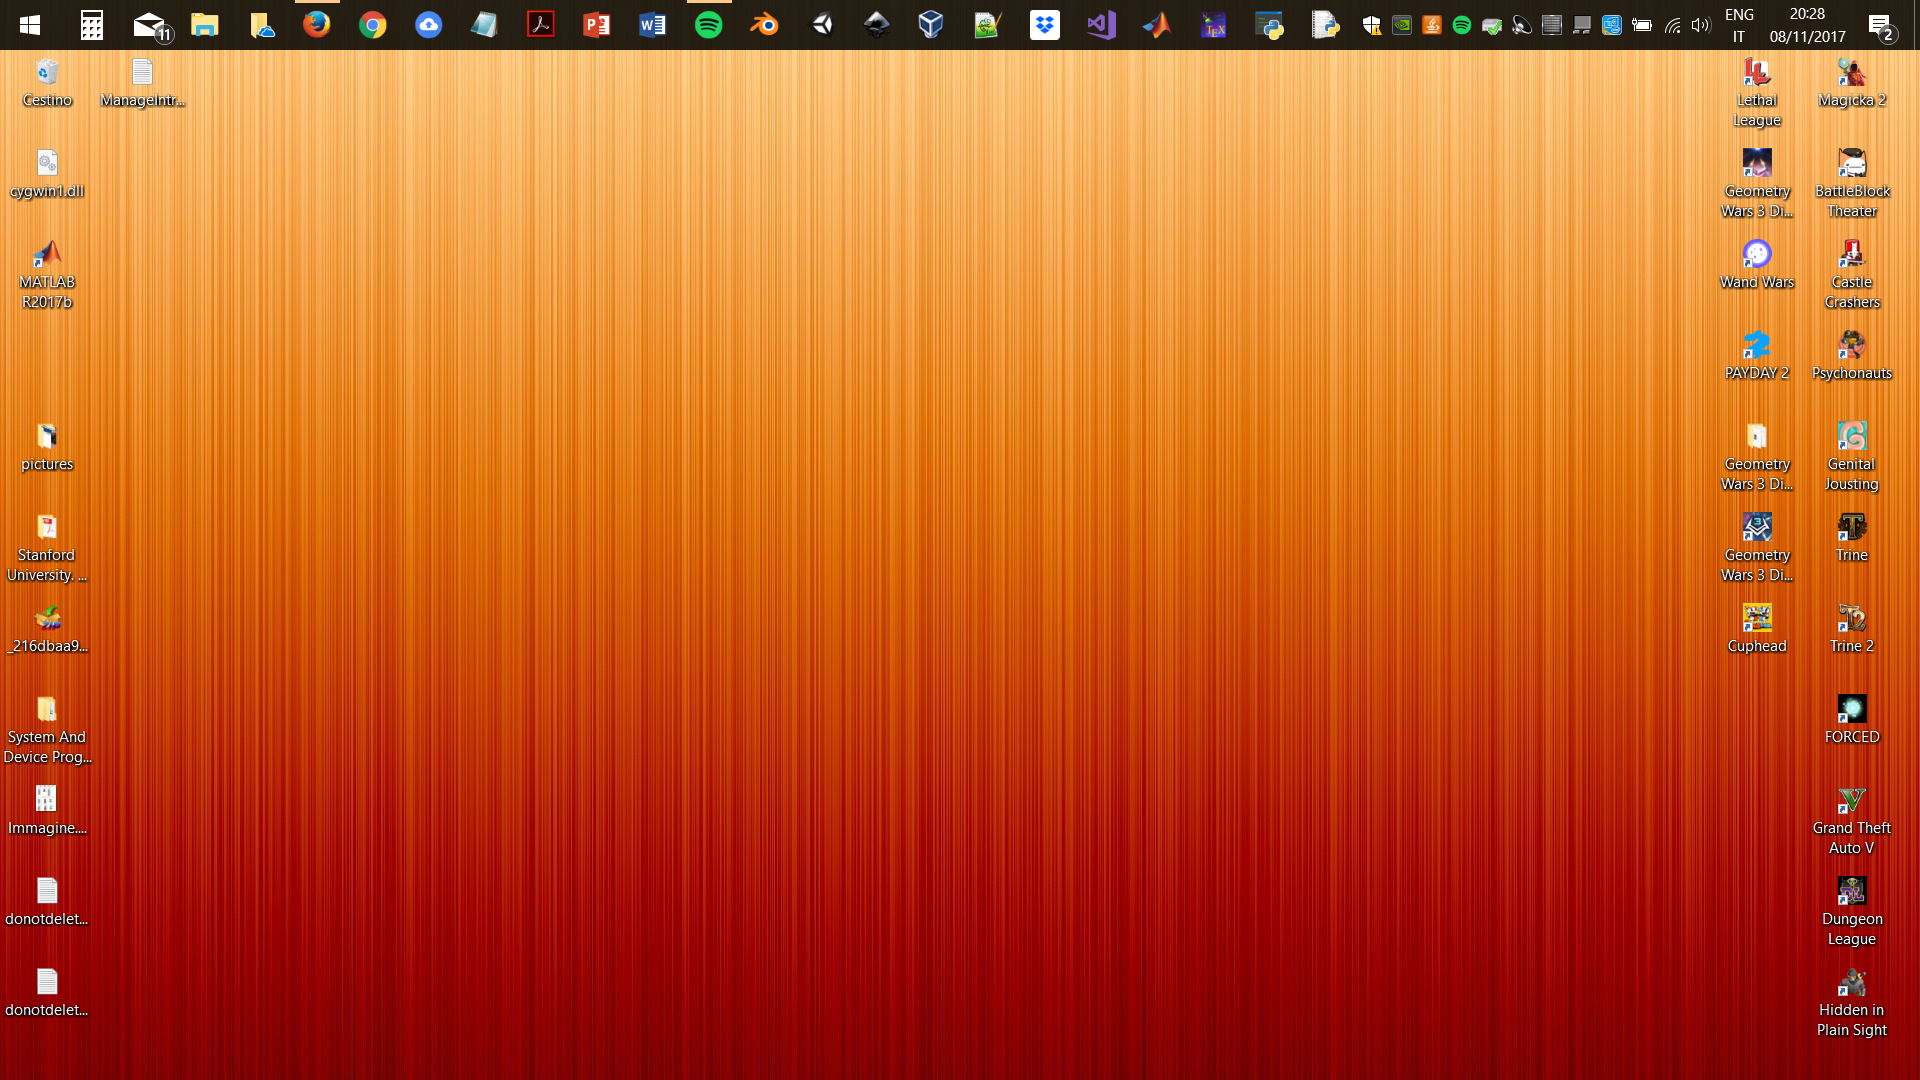 11
ENG
IT
20:28
08/11/2017
2
Cestino
ManageIntr...
cygwin1.dll
MATLAB
R2017b
pictures
Stanford
University. ...
_216dbaa9...
System And
Device Prog...
Immagine....
donotdelet...
donotdelet...
Lethal
League
Magicka 2
Geometry
Wars 3 Di...
BattleBlock
Theater
Wand Wars
Castle
Crashers
PAYDAY 2
Psychonauts
Geometry
Wars 3 Di...
Genital
Jousting
Geometry
Wars 3 Di...
Trine
Cuphead
Trine 2
FORCED
Grand Theft
Auto V
Dungeon
League
Hidden in
Plain Sight